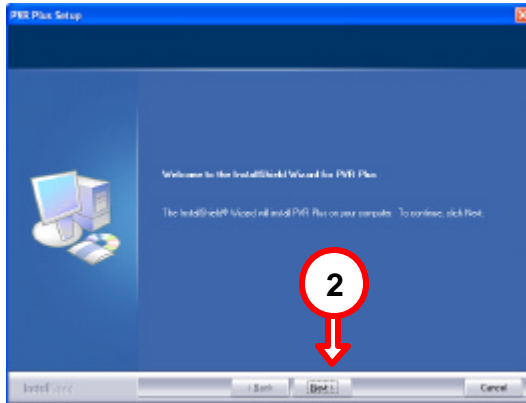 PVR Plus Setup
Welcome to the InstallShield Wizard for PVR Plus
The InstallShield® Wizard will install PVR Plus on your computer. To continue, click Next.
2
InstallShield
< Back
Next >
Cancel